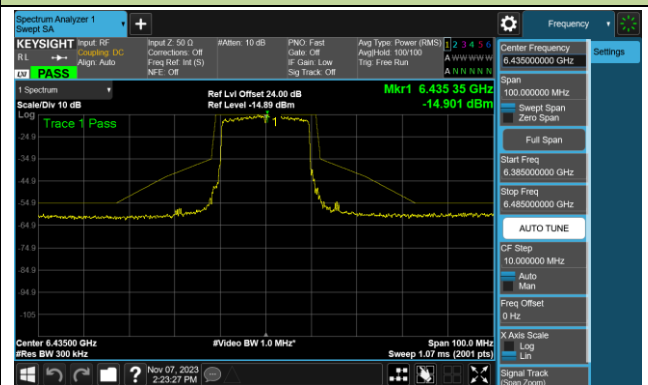 Spectrum Analyzer 1
Swept SA
Frequency
KEYSIGHT
RL
LXI PASS
Input: RF
Coupling: DC
Align: Auto
Input Z: 50 Ω
Corrections: Off
Freq Ref: Int (S)
NFE: Off
#Atten: 10 dB
PNO: Fast
Gate: Off
IF Gain: Low
Sig Track: Off
Avg Type: Power (RMS)
Avg|Hold: 100/100
Trig: Free Run
1 2 3 4 5 6
A W W W W W
A N N N N N
Center Frequency
6.435000000 GHz
Settings
Span
100.000000 MHz
Swept Span
Zero Span
Full Span
Start Freq
6.385000000 GHz
Stop Freq
6.485000000 GHz
AUTO TUNE
CF Step
10.000000 MHz
Auto
Man
Freq Offset
0 Hz
X Axis Scale
Log
Lin
Signal Track
(Span Zoom)
1 Spectrum
Scale/Div 10 dB
Log
Ref Lvl Offset 24.00 dB
Ref Level -14.89 dBm
Mkr1 6.435 35 GHz
-14.901 dBm
Trace 1 Pass
1
-24.9
-34.9
-44.9
-54.9
-64.9
-74.9
-84.9
-94.9
-105
Center 6.43500 GHz
#Res BW 300 kHz
#Video BW 1.0 MHz*
Span 100.0 MHz
Sweep 1.07 ms (2001 pts)
Nov 07, 2023
2:23:27 PM